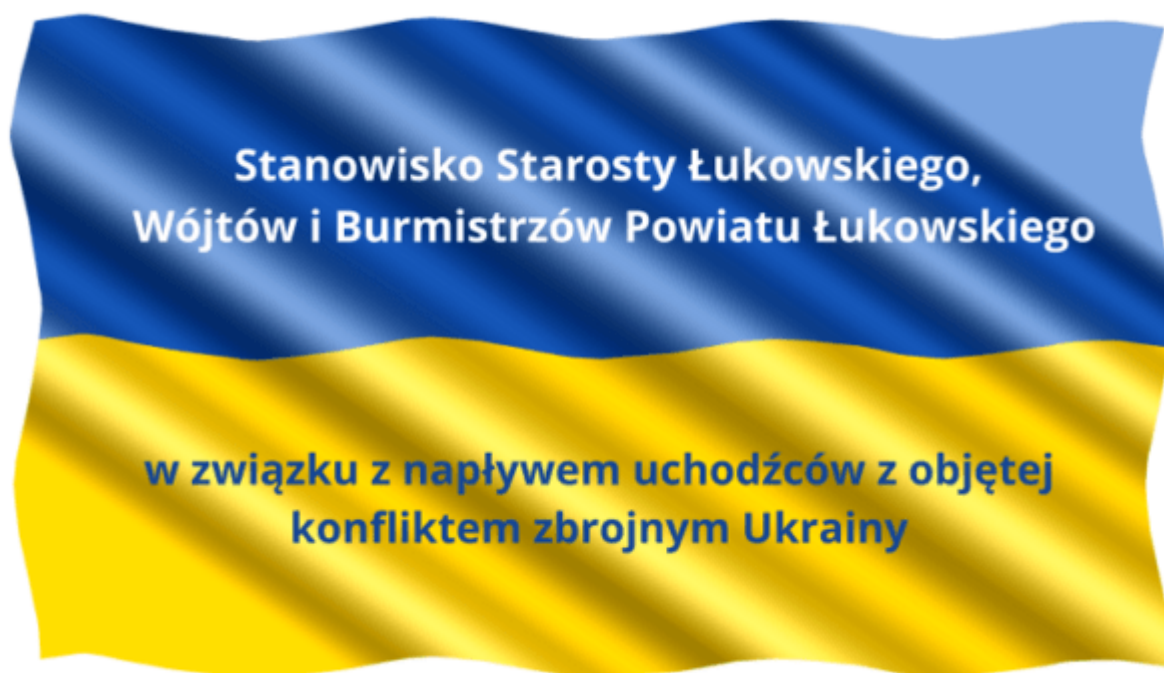 Stanowisko Starosty Łukowskiego,
Wójtów i Burmistrzów Powiatu Łukowskiego
w związku z napływem uchodźców z objętej
konfliktem zbrojnym Ukrainy